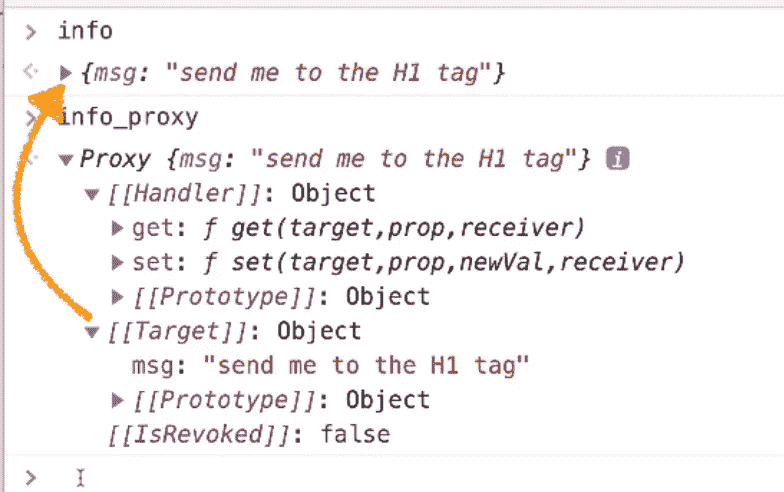 > info
{msg: "send me to the H1 tag"}
> info_proxy
Proxy {msg: "send me to the H1 tag"} i
[[Handler]]: Object
get: ƒ get(target,prop,receiver)
set: ƒ set(target,prop,newVal,receiver)
[[Prototype]]: Object
[[Target]]: Object
msg: "send me to the H1 tag"
[[Prototype]]: Object
[[IsRevoked]]: false
>